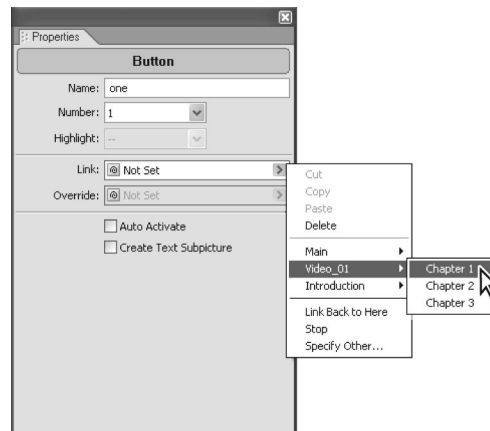 Properties
Button
Name: one
Number: 1
Highlight: --
Link: Not Set
Override: Not Set
Auto Activate
Create Text Subpicture
Cut
Copy
Paste
Delete
Main
Video_01
Introduction
Link Back to Here
Stop
Specify Other...
Chapter 1
Chapter 2
Chapter 3